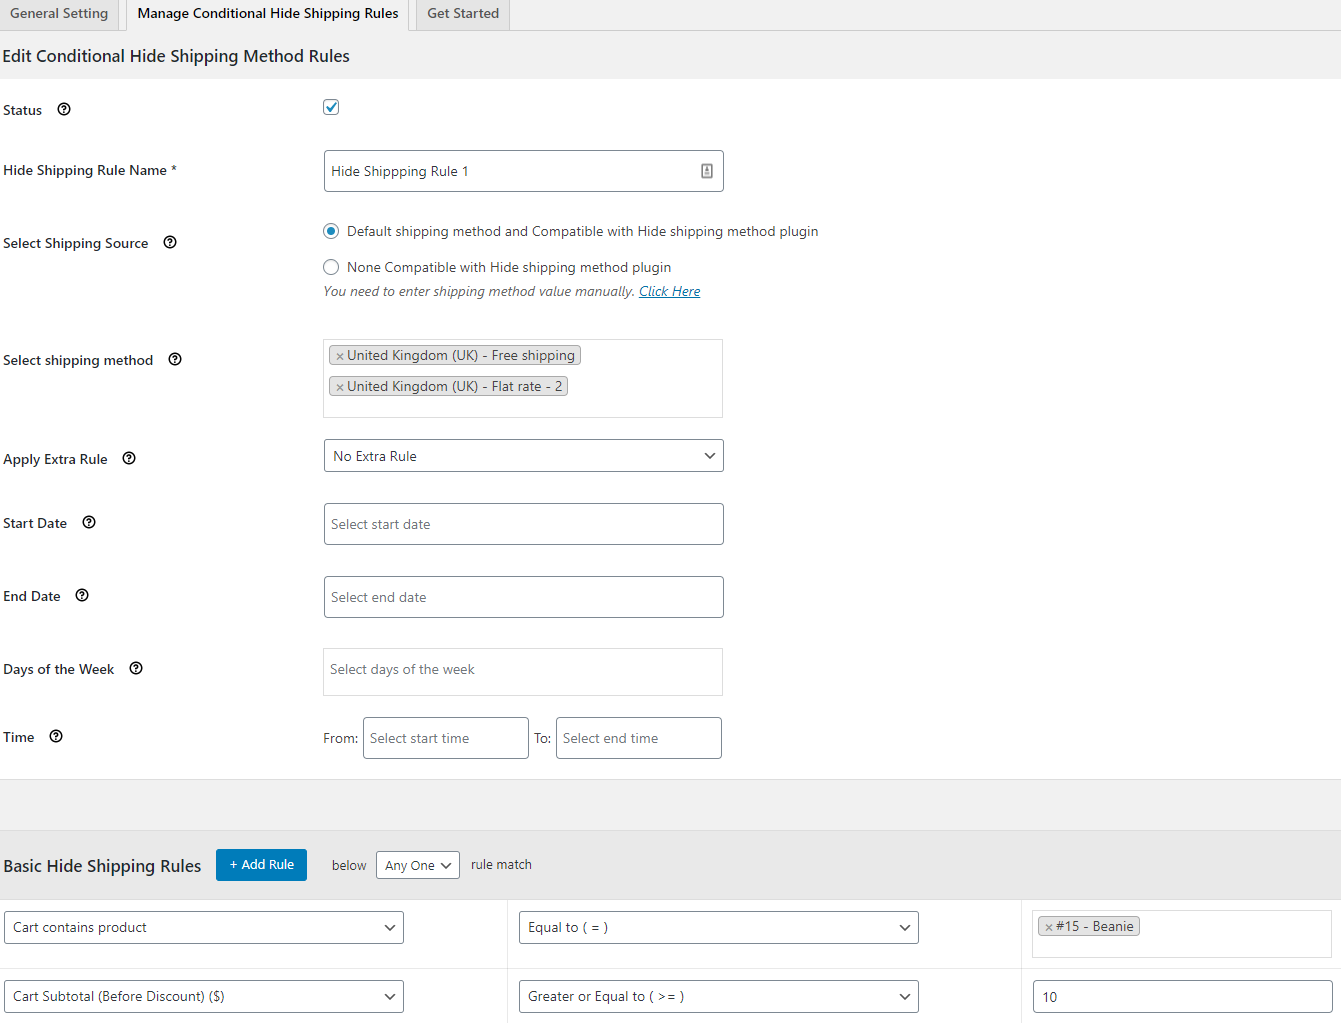 General Setting
Manage Conditional Hide Shipping Rules
Get Started
Edit Conditional Hide Shipping Method Rules
Status
Hide Shipping Rule Name *
Hide Shippping Rule 1
Select Shipping Source
Default shipping method and Compatible with Hide shipping method plugin
None Compatible with Hide shipping method plugin
You need to enter shipping method value manually. Click Here
Select shipping method
×United Kingdom (UK) - Free shipping
×United Kingdom (UK) - Flat rate - 2
Apply Extra Rule
No Extra Rule
Start Date
Select start date
End Date
Select end date
Days of the Week
Select days of the week
Time
From: Select start time To: Select end time
Basic Hide Shipping Rules + Add Rule below Any One rule match
Cart contains product
Equal to ( = )
×#15 - Beanie
Cart Subtotal (Before Discount) ($)
Greater or Equal to ( >= )
10